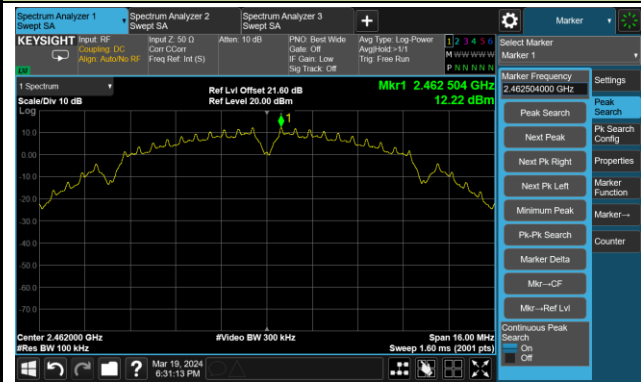 Spectrum Analyzer 1
Swept SA
Spectrum Analyzer 2
Swept SA
Spectrum Analyzer 3
Swept SA
+
Marker
KEYSIGHT
Input: RF
Coupling: DC
Align: Auto/No RF
Input Z: 50 Ω
Corr CCorr
Freq Ref: Int (S)
Atten: 10 dB
PNO: Best Wide
Gate: Off
IF Gain: Low
Sig Track: Off
Avg Type: Log-Power
Avg|Hold:>1/1
Trig: Free Run
1 2 3 4 5 6
M W W W W W
P N N N N N
LXI
Select Marker
Marker 1
1 Spectrum
Scale/Div 10 dB
Log
Ref Lvl Offset 21.60 dB
Ref Level 20.00 dBm
Mkr1 2.462 504 GHz
12.22 dBm
1
10.0
0.00
-10.0
-20.0
-30.0
-40.0
-50.0
-60.0
-70.0
Center 2.462000 GHz
#Res BW 100 kHz
#Video BW 300 kHz
Span 16.00 MHz
Sweep 1.60 ms (2001 pts)
Marker Frequency
2.462504000 GHz
Peak Search
Next Peak
Next Pk Right
Next Pk Left
Minimum Peak
Pk-Pk Search
Marker Delta
Mkr→CF
Mkr→Ref Lvl
Continuous Peak
Search
On
Off
Settings
Peak
Search
Pk Search
Config
Properties
Marker
Function
Marker→
Counter
?
Mar 19, 2024
6:31:13 PM